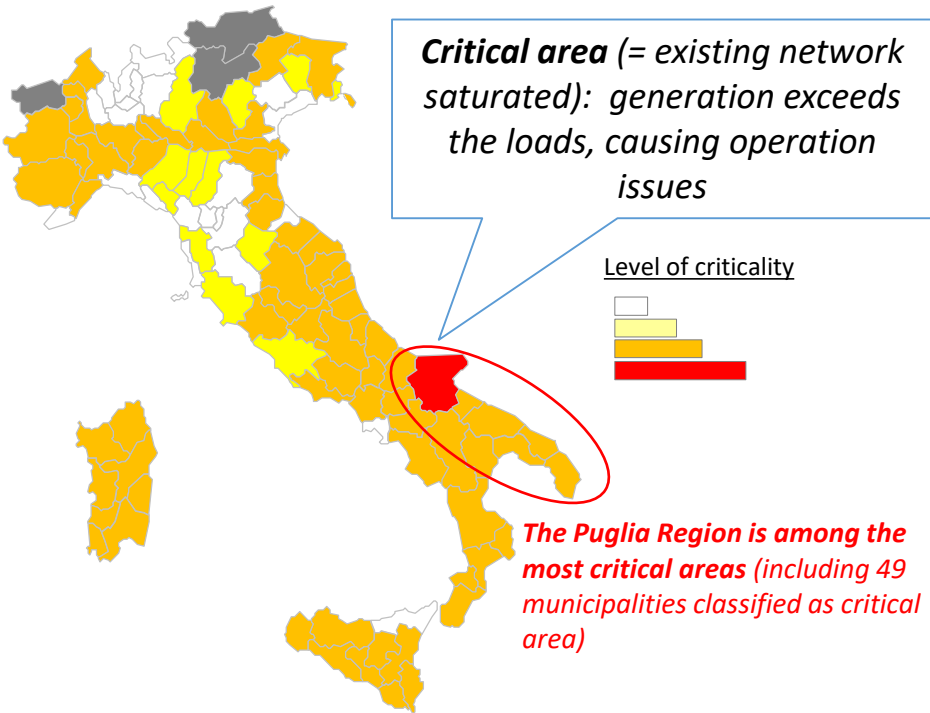 Critical area (= existing network
saturated): generation exceeds
the loads, causing operation
issues
Level of criticality
The Puglia Region is among the
most critical areas (including 49
municipalities classified as critical
area)